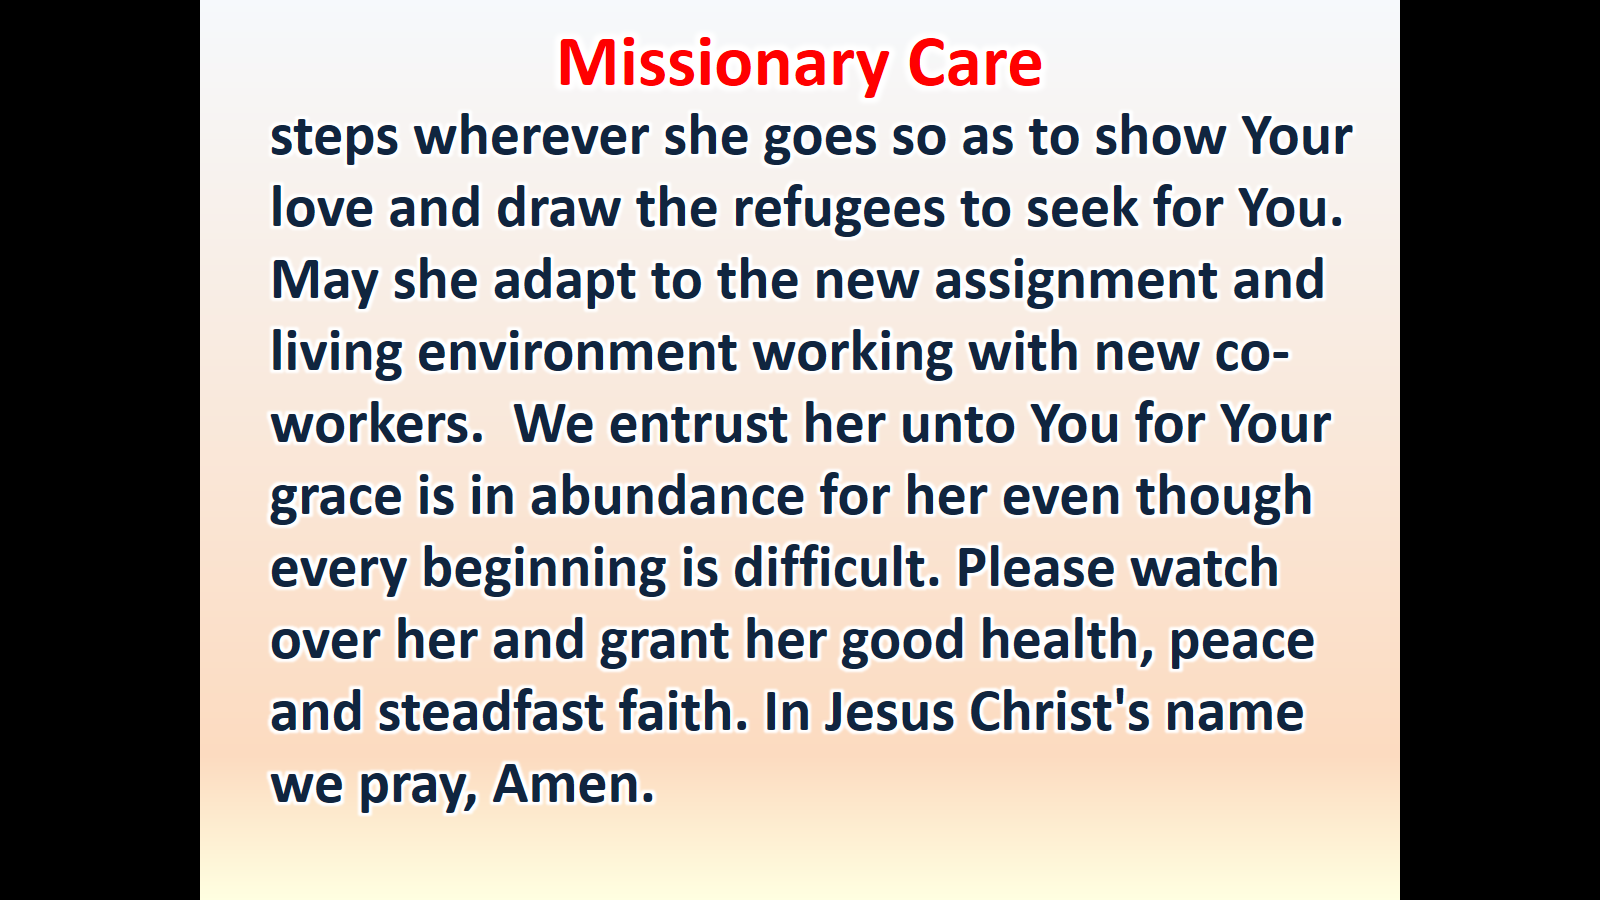 Missionary Care
steps wherever she goes so as to show Your
love and draw the refugees to seek for You.
May she adapt to the new assignment and
living environment working with new co-
workers.  We entrust her unto You for Your
grace is in abundance for her even though
every beginning is difficult. Please watch
over her and grant her good health, peace
and steadfast faith. In Jesus Christ's name
we pray, Amen.